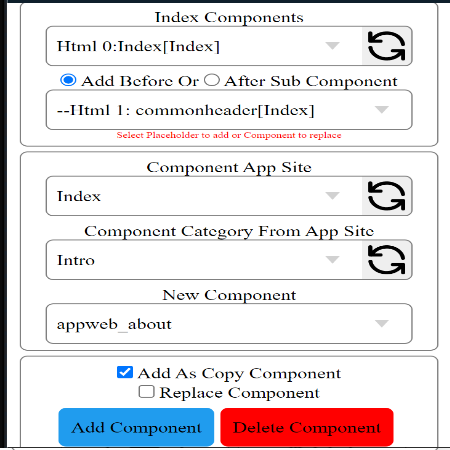 Index Components
Html 0:Index[Index]
Add Before Or After Sub Component
--Html 1: commonheader[Index]
Select Placeholder to add or Component to replace
Component App Site
Index
Component Category From App Site
Intro
New Component
appweb_about
Add As Copy Component
Replace Component
Add Component Delete Component